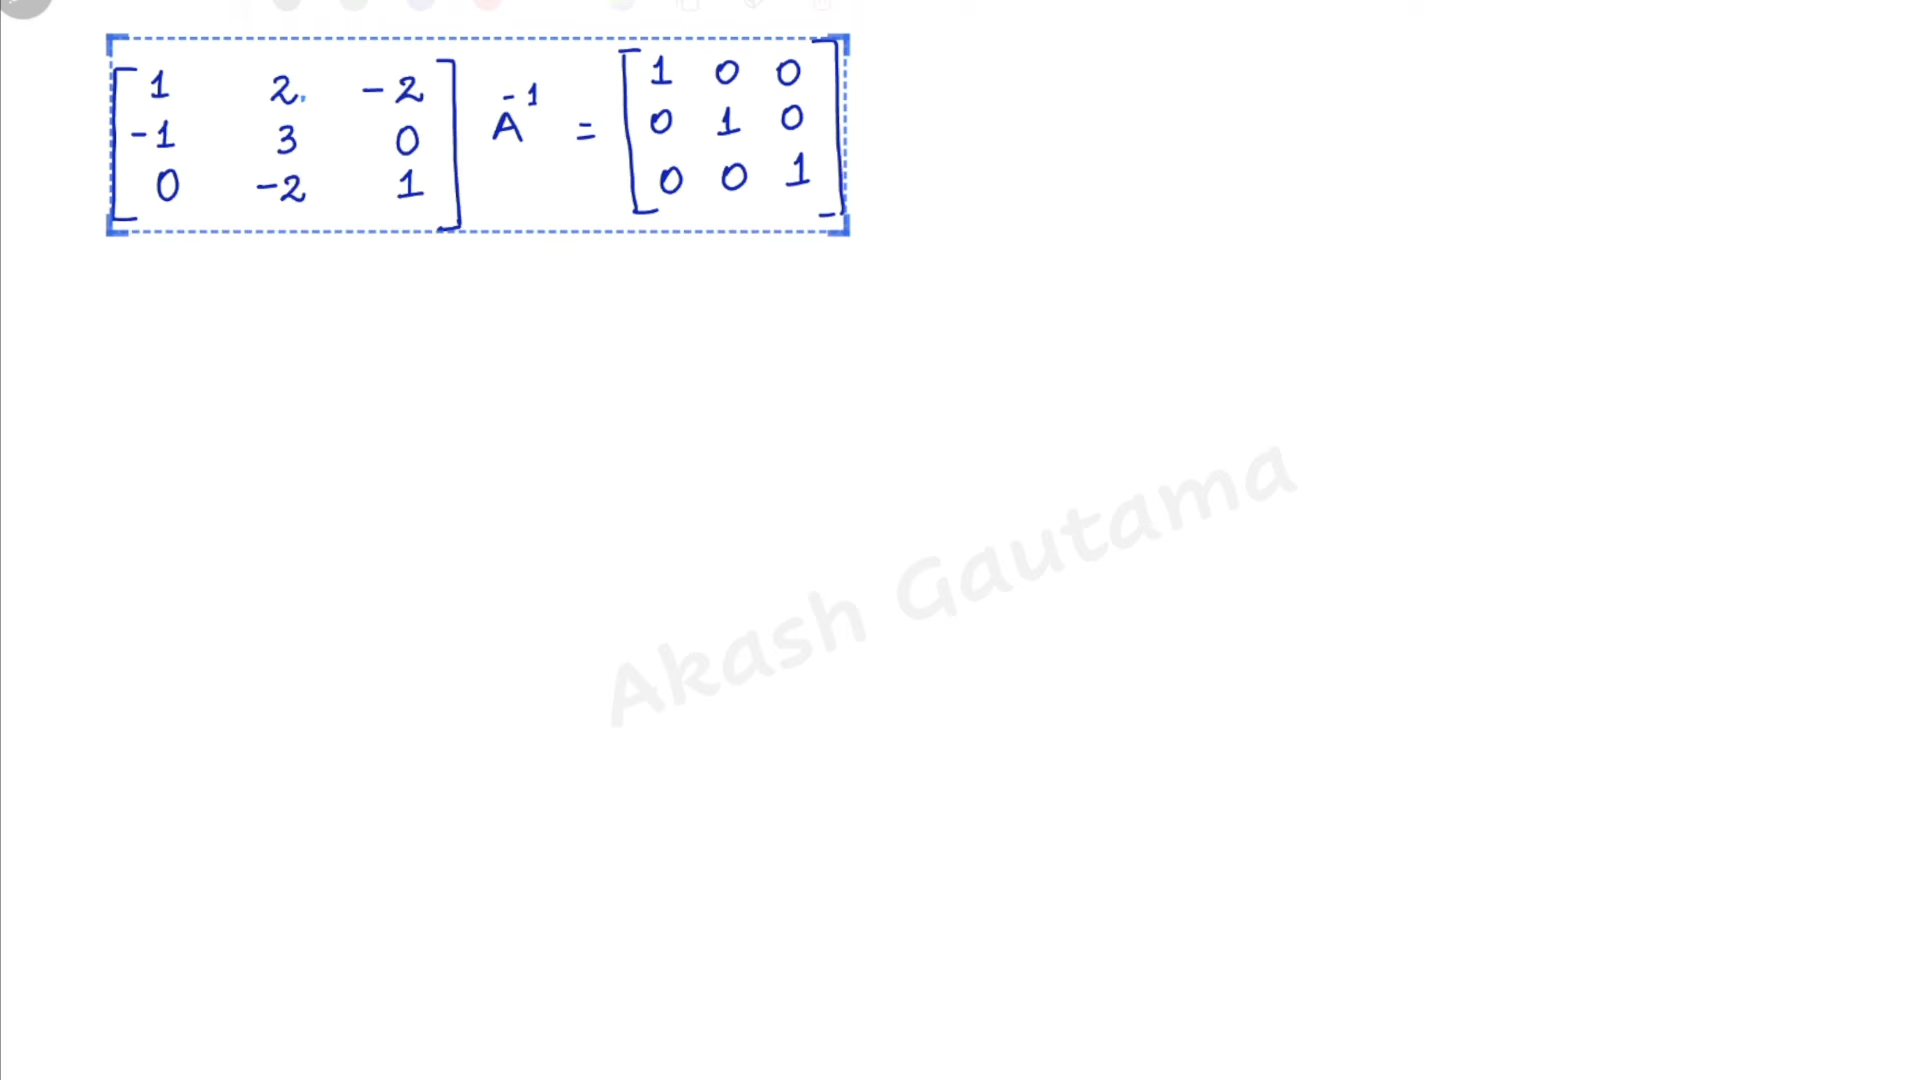 [ 1 2 -2 ] A⁻¹ = [ 1 0 0 ]
[ -1 3 0 ] [ 0 1 0 ]
[ 0 -2 1 ] [ 0 0 1 ]
Akash Gautama